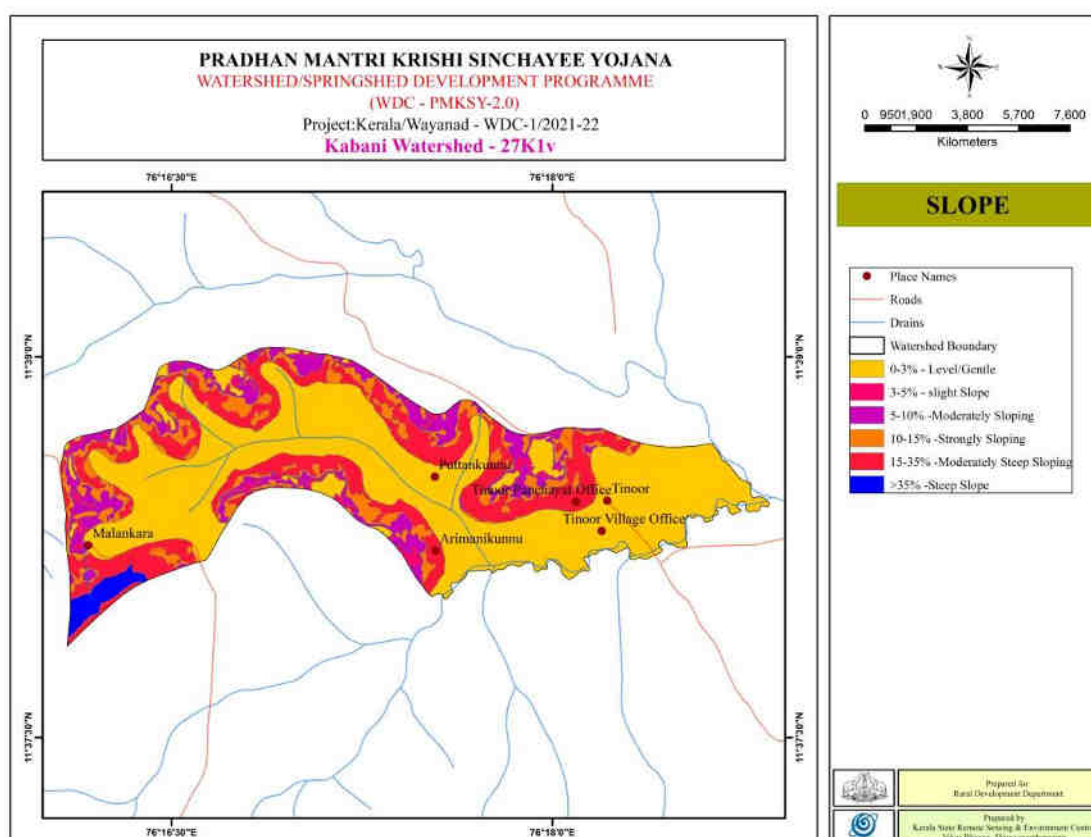 PRADHAN MANTRI KRISHI SINCHAYEE YOJANA
WATERSHED/SPRINGSHED DEVELOPMENT PROGRAMME
(WDC - PMKSY-2.0)
Project:Kerala/Wayanad - WDC-1/2021-22
Kabani Watershed - 27K1v
76°16'30"E
76°18'0"E
11°39'0"N
11°39'0"N
Puttankunnu
Tinoor Panchayat Office
Tinoor
Tinoor Village Office
Malankara
Arimanikunnu
11°37'30"N
11°37'30"N
76°16'30"E
76°18'0"E
N
0 9501,900 3,800 5,700 7,600
Kilometers
SLOPE
Place Names
Roads
Drains
Watershed Boundary
0-3% - Level/Gentle
3-5% - slight Slope
5-10% -Moderately Sloping
10-15% -Strongly Sloping
15-35% -Moderately Steep Sloping
>35% -Steep Slope
Prepared for
Rural Development Department
Prepared by
Kerala State Remote Sensing & Environment Centre